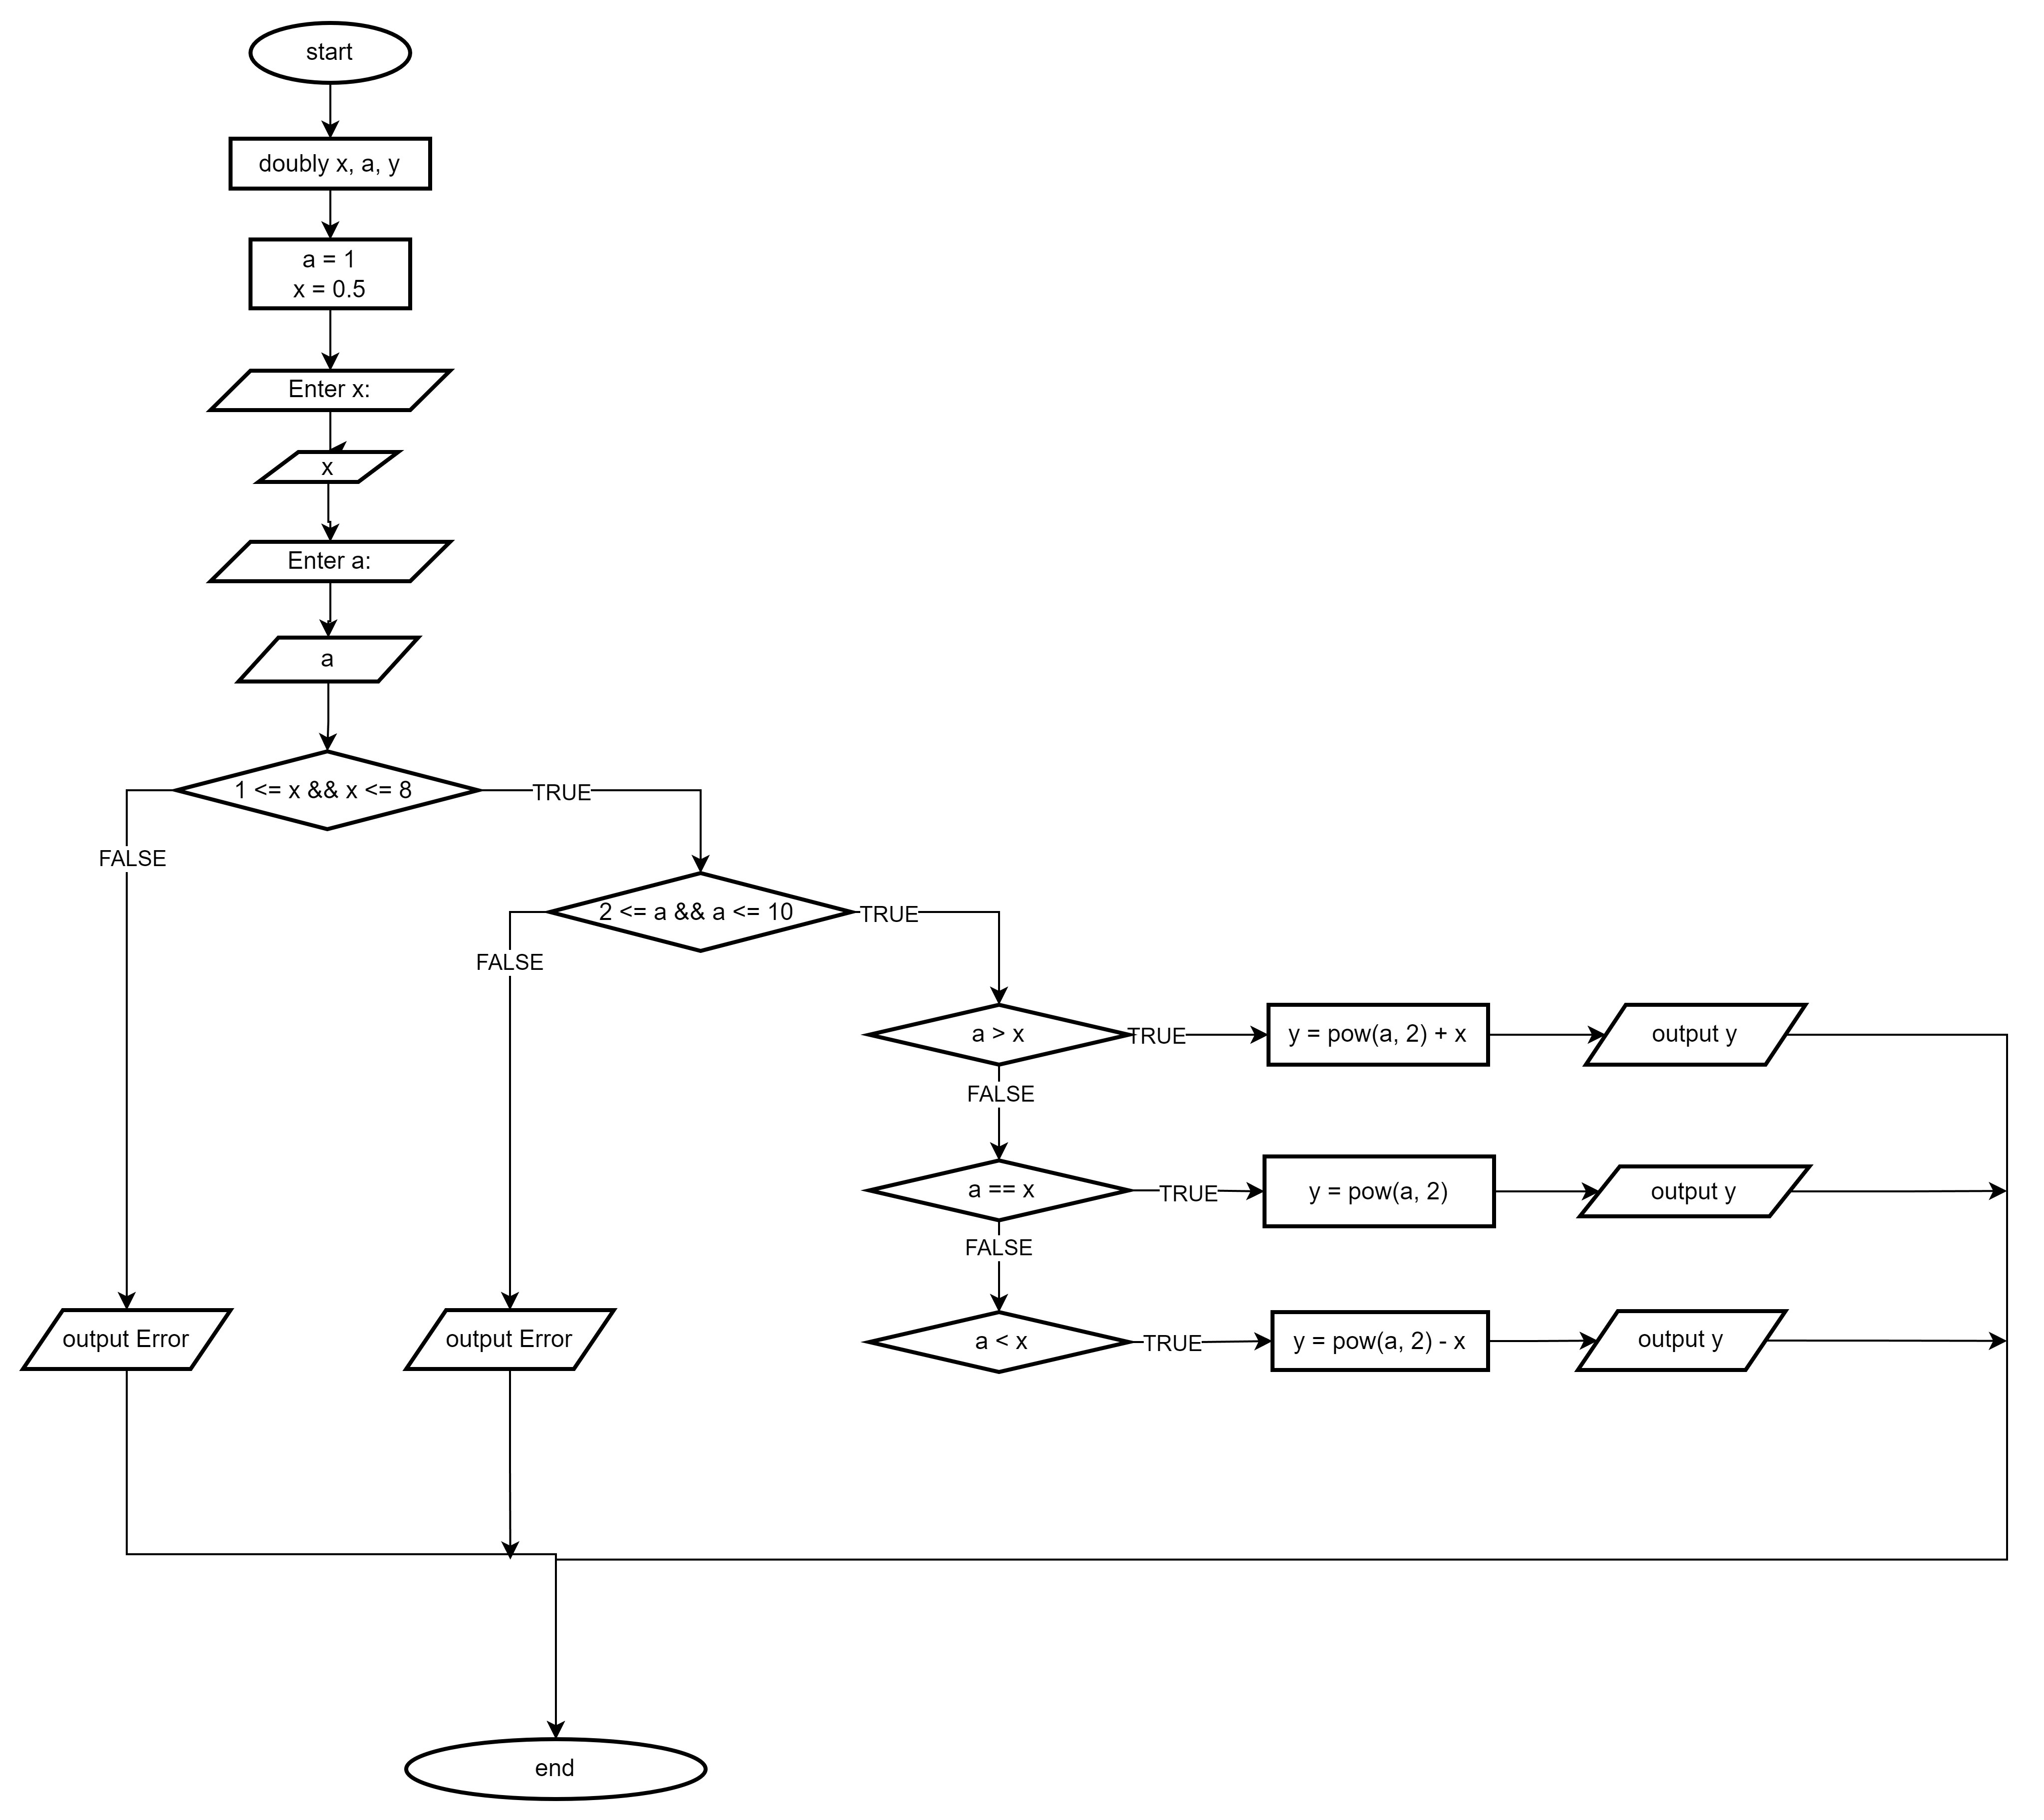 start
doubly x, a, y
a = 1
x = 0.5
Enter x:
x
Enter a:
a
1 <= x && x <= 8
TRUE
FALSE
2 <= a && a <= 10
TRUE
FALSE
a > x
TRUE
y = pow(a, 2) + x
output y
FALSE
a == x
TRUE
y = pow(a, 2)
output y
FALSE
output Error
output Error
a < x
TRUE
y = pow(a, 2) - x
output y
end